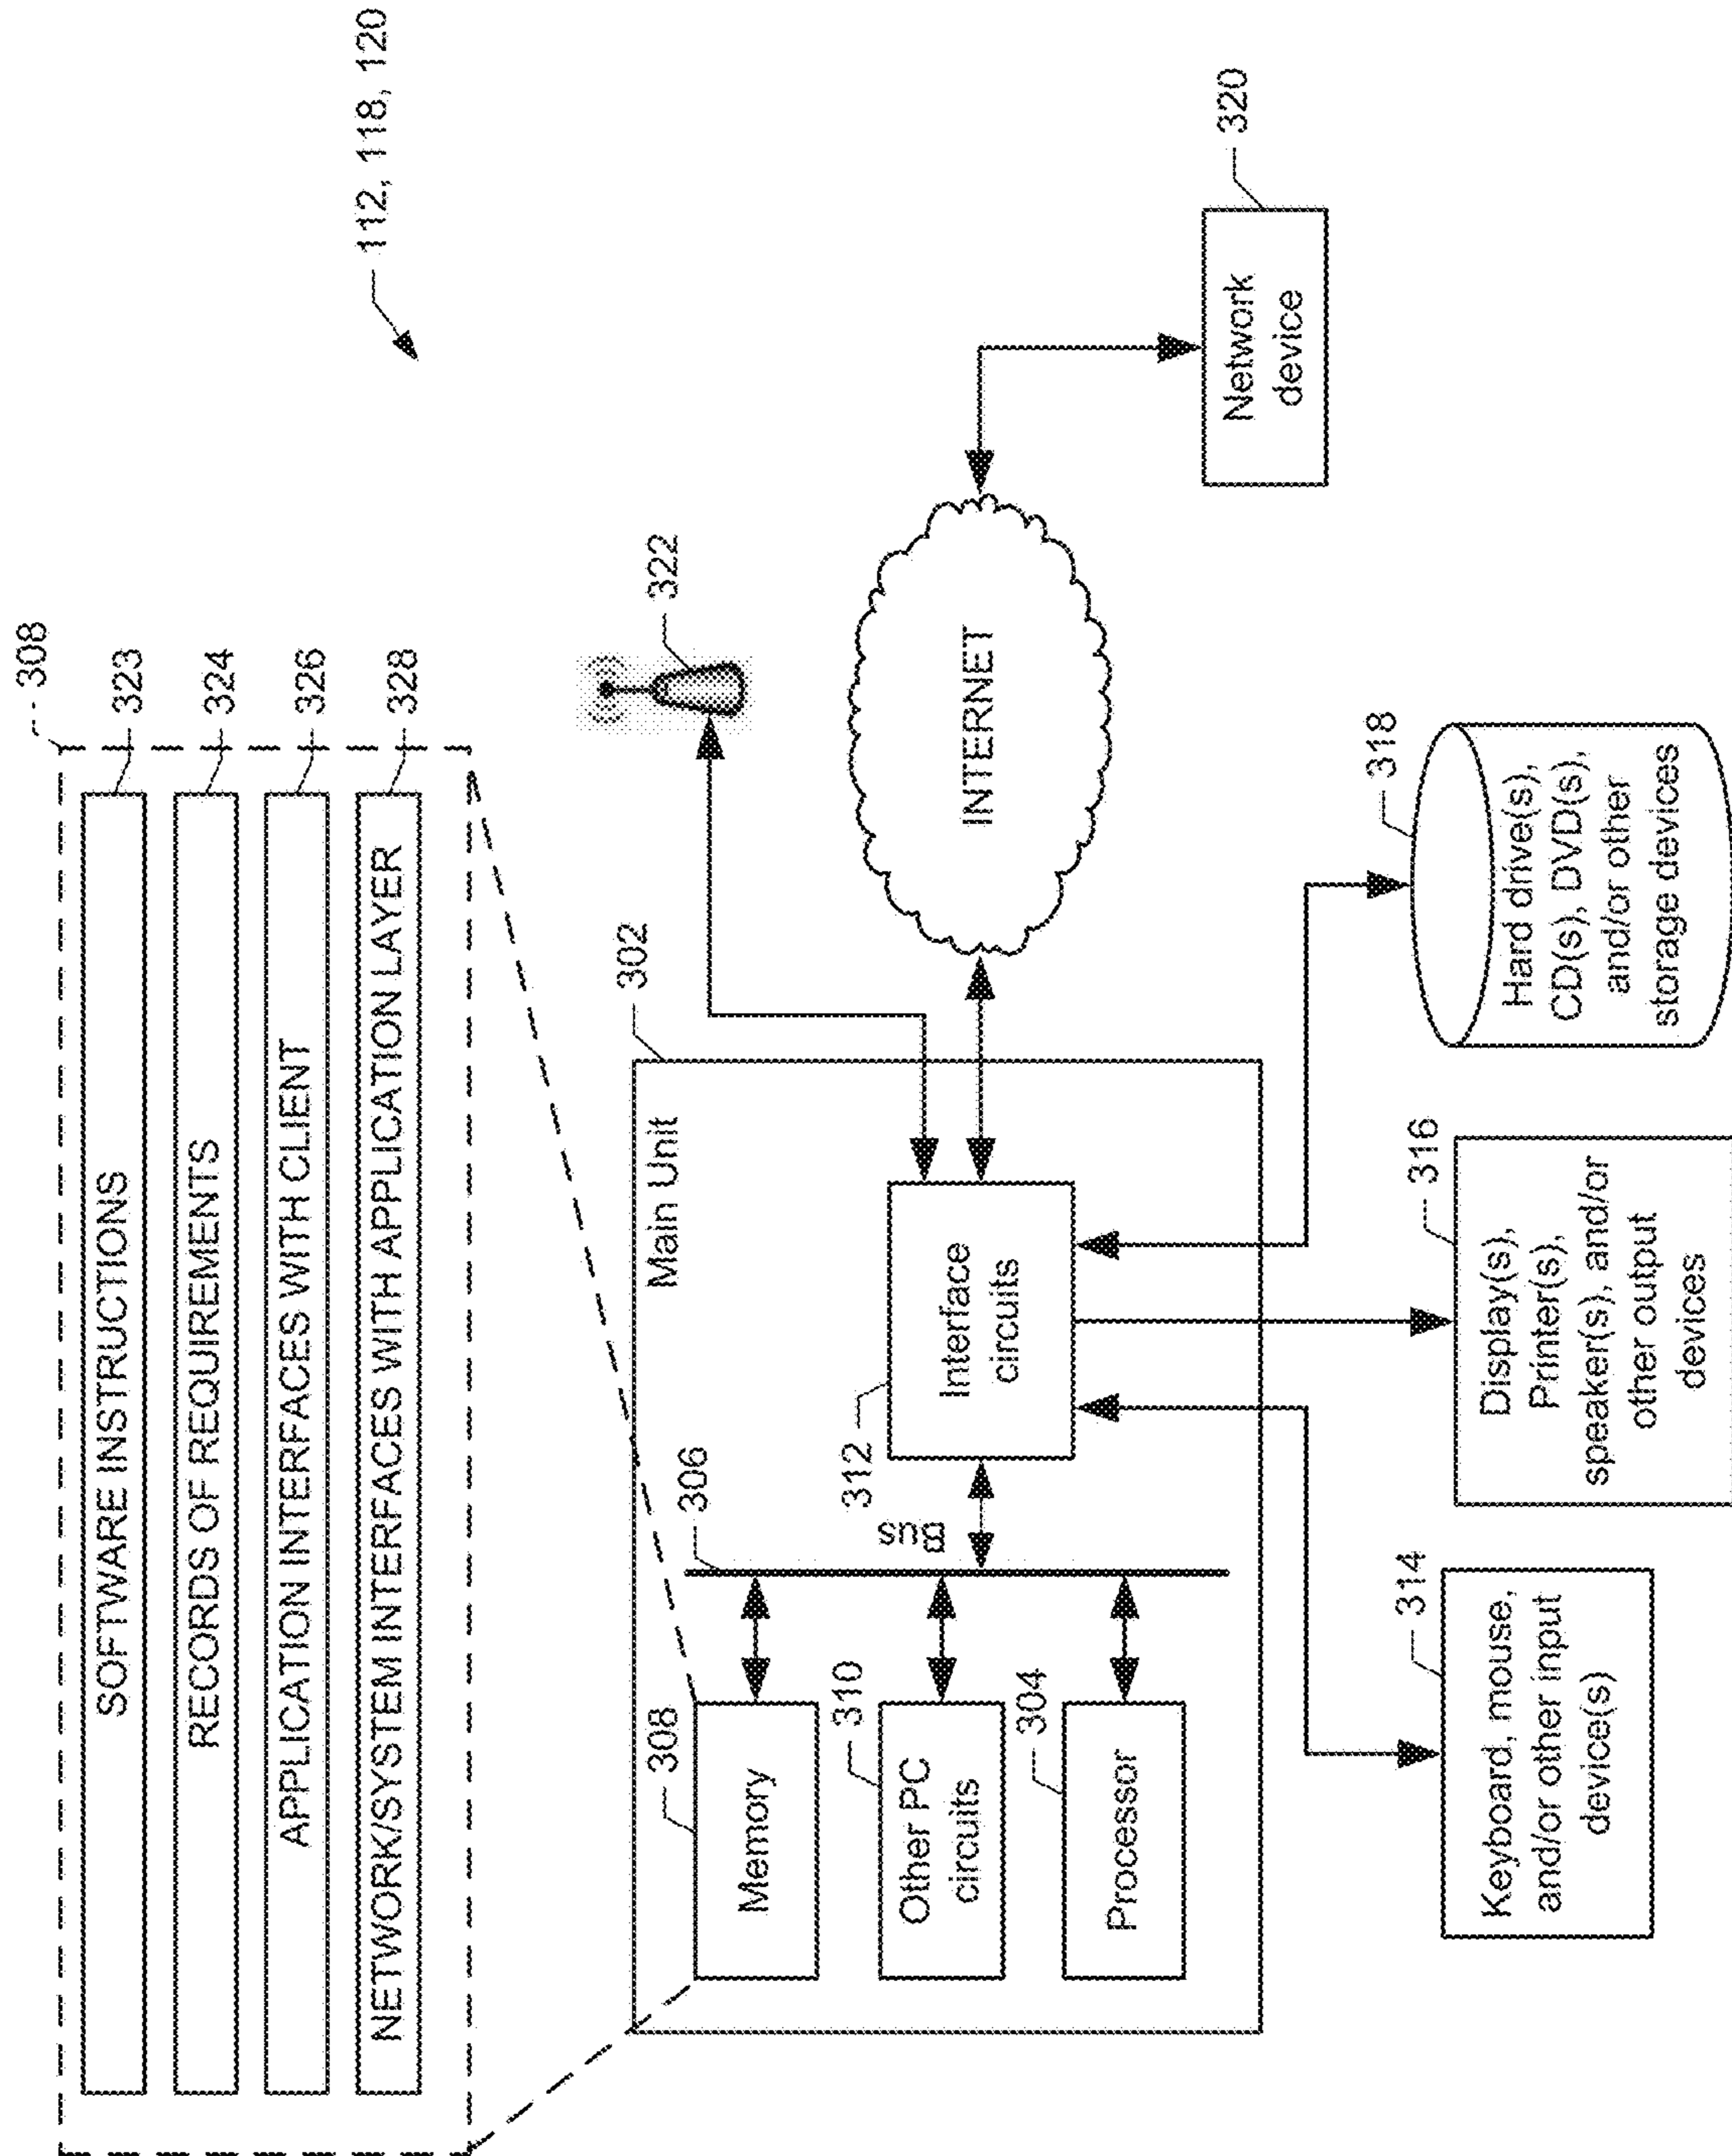 308
SOFTWARE INSTRUCTIONS
323
RECORDS OF REQUIREMENTS
324
APPLICATION INTERFACES WITH CLIENT
326
NETWORK/SYSTEM INTERFACES WITH APPLICATION LAYER
328
112, 118, 120
322
302
Main Unit
308
Memory
306
Bus
310
Other PC
circuits
304
Processor
312
Interface
circuits
INTERNET
320
Network
device
314
Keyboard, mouse,
and/or other input
device(s)
316
Display(s),
Printer(s),
speaker(s), and/or
other output
devices
318
Hard drive(s),
CD(s), DVD(s),
and/or other
storage devices